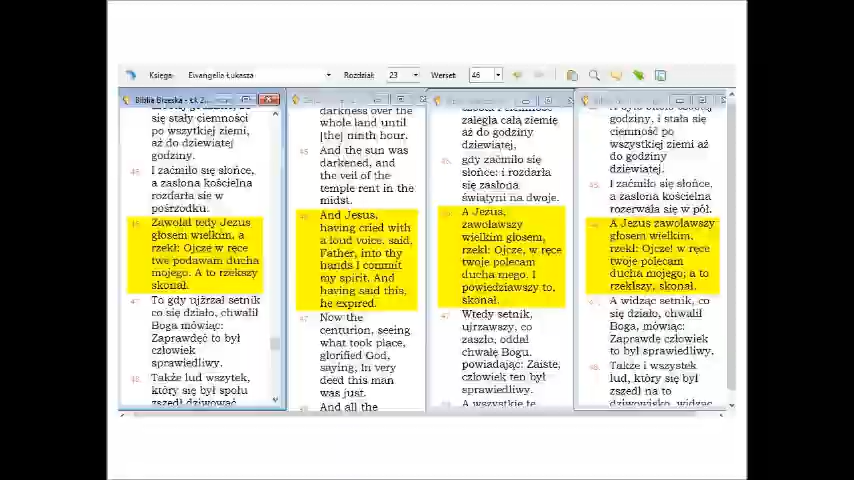 Księga: Ewangelia Łukasza Rozdział: 23 Werset: 46
Biblia Brzeska - Łk 2...
się stały ciemności
po wszytkiej ziemi,
aż do dziewiątej
godziny.
45. I zaćmiło się słońce,
a zasłona kościelna
rozdarła się w
pośrzodku.
46. Zawołał tedy Jezus
głosem wielkim, a
rzekł: Ojcze w ręce
twe podawam ducha
mojego. A to rzekszy
skonał.
47. To gdy ujźrzał setnik
co się działo, chwalił
Boga mówiąc:
Zaprawdęć to był
człowiek
sprawiedliwy.
48. Także lud wszytek,
który się był społu
zszedł dziwować
darkness over the
whole land until
[the] ninth hour.
45. And the sun was
darkened, and
the veil of the
temple rent in the
midst.
46. And Jesus,
having cried with
a loud voice, said,
Father, into thy
hands I commit
my spirit. And
having said this,
he expired.
47. Now the
centurion, seeing
what took place,
glorified God,
saying, In very
deed this man
was just.
48. And all the
zaległa całą ziemię
aż do godziny
dziewiątej,
45. gdy zaćmiło się
słońce: i rozdarła
się zasłona
świątyni na dwoje.
46. A Jezus,
zawoławszy
wielkim głosem,
rzekł: Ojcze, w ręce
twoje polecam
ducha mego. I
powiedziawszy to,
skonał.
47. Wtedy setnik,
ujrzawszy, co
zaszło, oddał
chwałę Bogu,
powiadając: Zaiste,
człowiek ten był
sprawiedliwy.
A wszystkie te
godziny, i stała się
ciemność po
wszystkiej ziemi aż
do godziny
dziewiątej.
45. I zaćmiło się słońce,
a zasłona kościelna
rozerwała się w pół.
46. A Jezus zawoławszy
głosem wielkim,
rzekł: Ojcze! w ręce
twoje polecam
ducha mojego; a to
rzekłszy, skonał.
47. A widząc setnik, co
się działo, chwalił
Boga, mówiąc:
Zaprawdę człowiek
to był sprawiedliwy.
48. Także i wszystek
lud, który się był
zszedł na to
dziwowisko, widząc